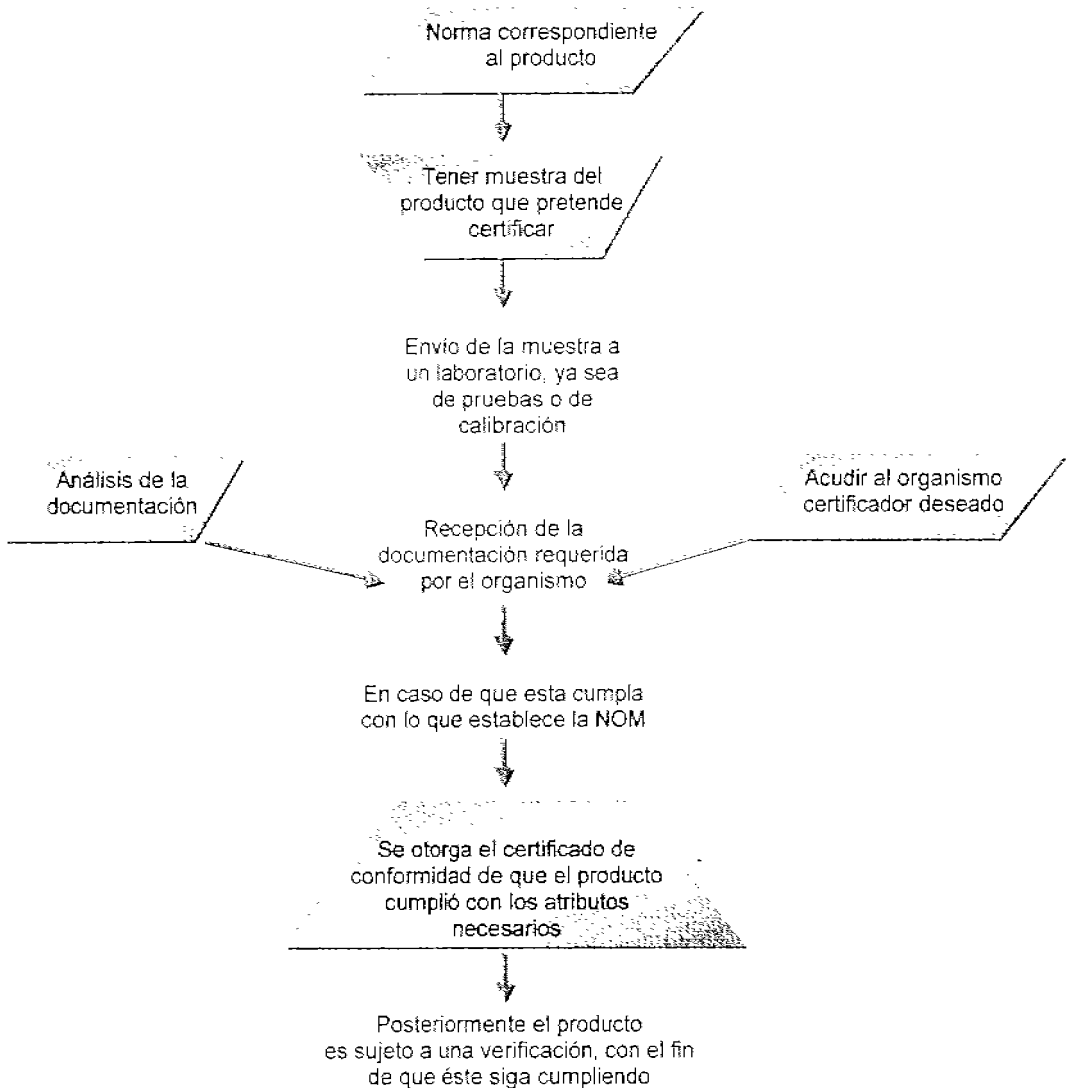 Norma correspondiente
al producto
Tener muestra del
producto que pretende
certificar
Envío de la muestra a
un laboratorio, ya sea
de pruebas o de
calibración
Análisis de la
documentación
Acudir al organismo
certificador deseado
Recepción de la
documentación requerida
por el organismo
En caso de que esta cumpla
con lo que establece la NOM
Se otorga el certificado de
conformidad de que el producto
cumplió con los atributos
necesarios
Posteriormente el producto
es sujeto a una verificación, con el fin
de que éste siga cumpliendo